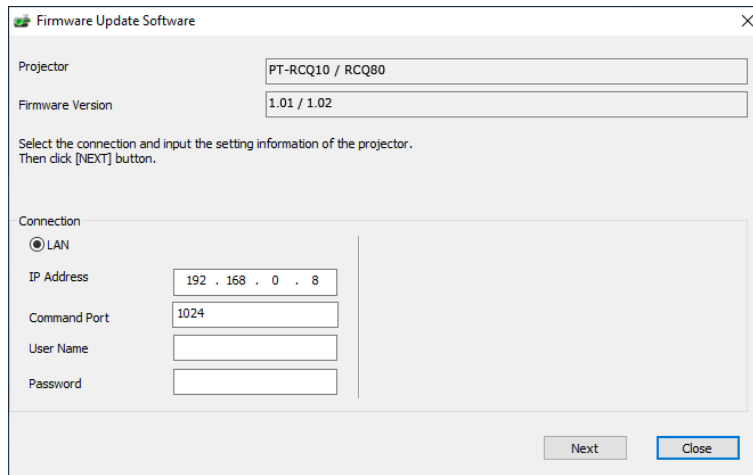 Firmware Update Software
Projector PT-RCQ10 / RCQ80
Firmware Version 1.01 / 1.02
Select the connection and input the setting information of the projector.
Then click [NEXT] button.
Connection
LAN
IP Address 192 . 168 . 0 . 8
Command Port 1024
User Name
Password
Next Close